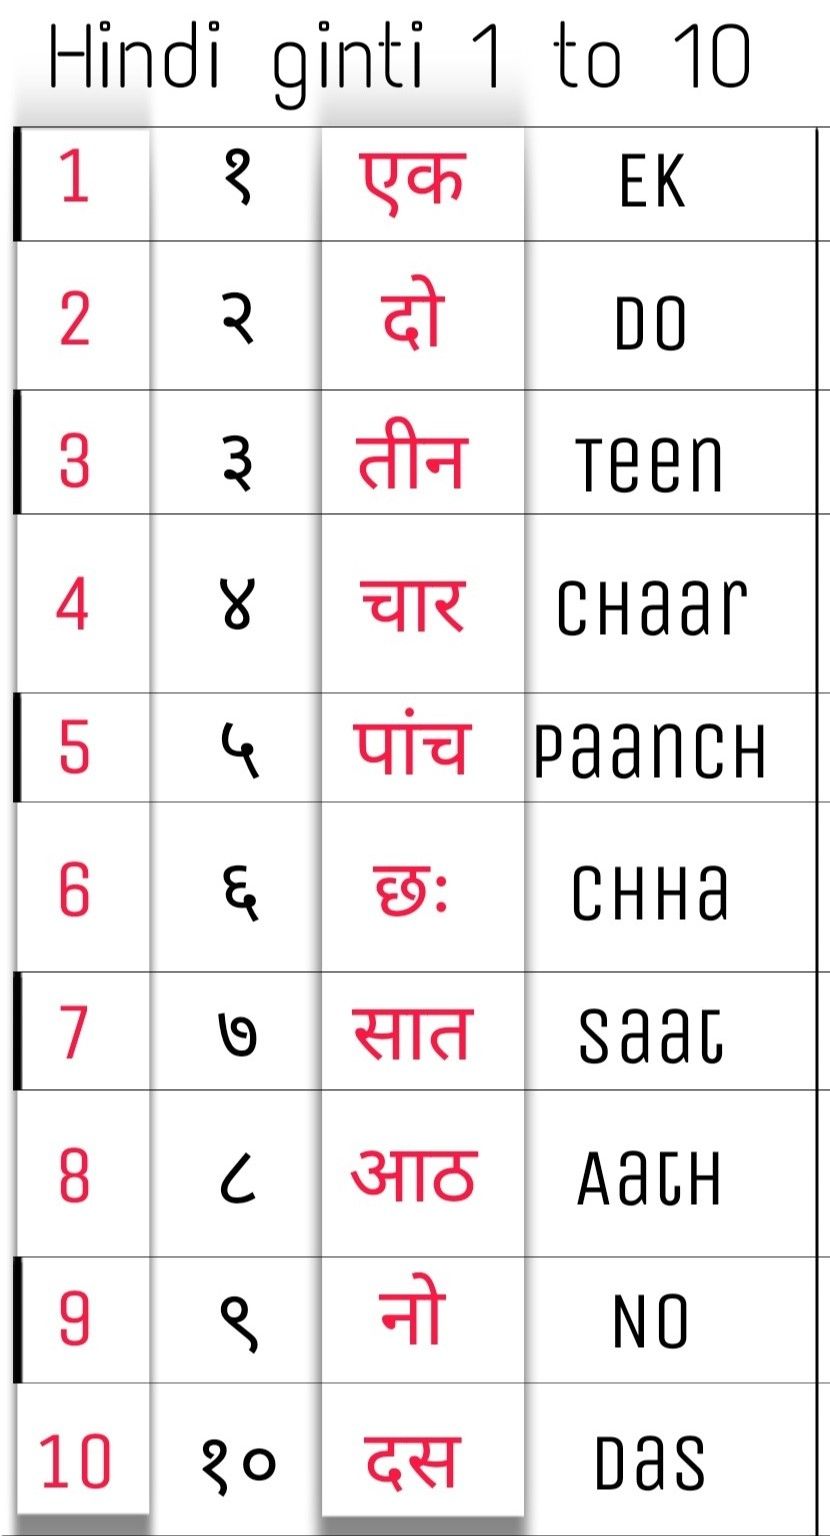 Hindi ginti 1 to 10
1 १ एक EK
2 २ दो DO
3 ३ तीन Teen
4 ४ चार CHaar
5 ५ पांच PaanCH
6 ६ छः CHHa
7 ७ सात Saat
8 ८ आठ AatH
9 ९ नो NO
10 १० दस Das